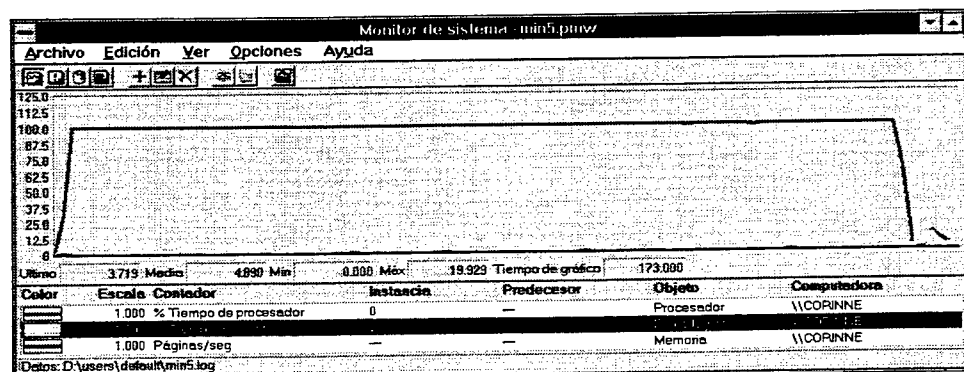 Monitor de sistema - min5.pmw
Archivo Edición Ver Opciones Ayuda
125.0
112.5
100.0
87.5
75.0
62.5
50.0
37.5
25.0
12.5
0
Ultimo 3.719 Media 4.890 Min 0.000 Máx 19.929 Tiempo de gráfico 173.000
Color Escala Contador Instancia Predecesor Objeto Computadora
1.000 % Tiempo de procesador 0 — Procesador \\CORINNE
1.000 Páginas/seg — — Memoria \\CORINNE
Datos: D:\users\default\min5.log